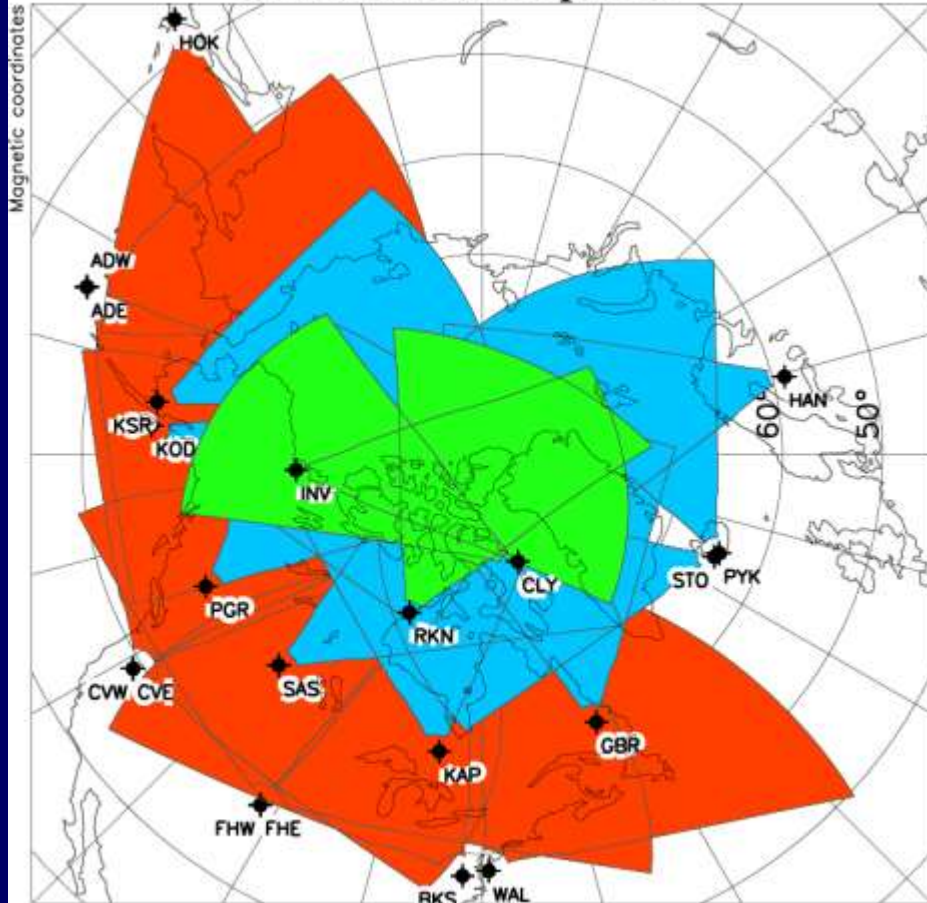 Magnetic coordinates
HOK
ADW
ADE
HAN
60°
50°
KSR
KOD
INV
STO
PYK
CLY
PGR
RKN
CVW CVE
SAS
GBR
KAP
FHW FHE
BKS
WAL